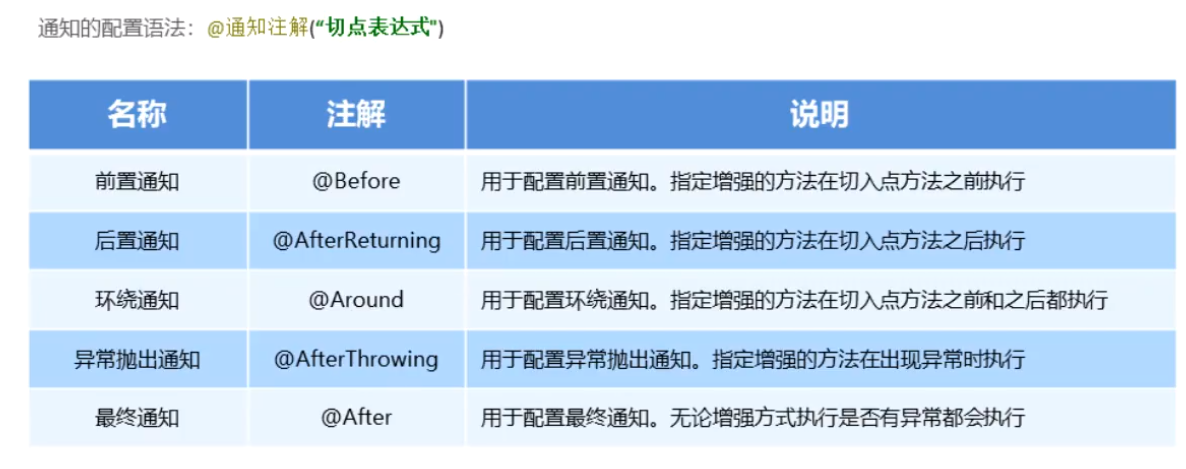 通知的配置语法：@通知注解(“切点表达式")
名称 注解 说明
前置通知 @Before 用于配置前置通知。指定增强的方法在切入点方法之前执行
后置通知 @AfterReturning 用于配置后置通知。指定增强的方法在切入点方法之后执行
环绕通知 @Around 用于配置环绕通知。指定增强的方法在切入点方法之前和之后都执行
异常抛出通知 @AfterThrowing 用于配置异常抛出通知。指定增强的方法在出现异常时执行
最终通知 @After 用于配置最终通知。无论增强方式执行是否有异常都会执行